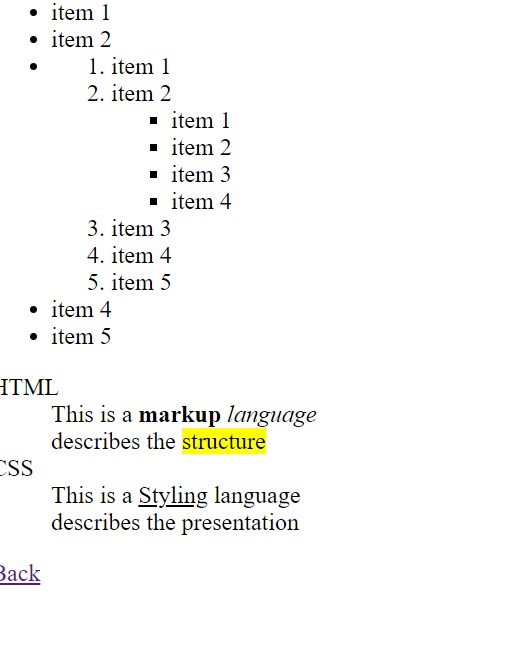 • item 1
• item 2
• 1. item 1
2. item 2
▪ item 1
▪ item 2
▪ item 3
▪ item 4
3. item 3
4. item 4
5. item 5
• item 4
• item 5
HTML
This is a markup language
describes the structure
CSS
This is a Styling language
describes the presentation
Back